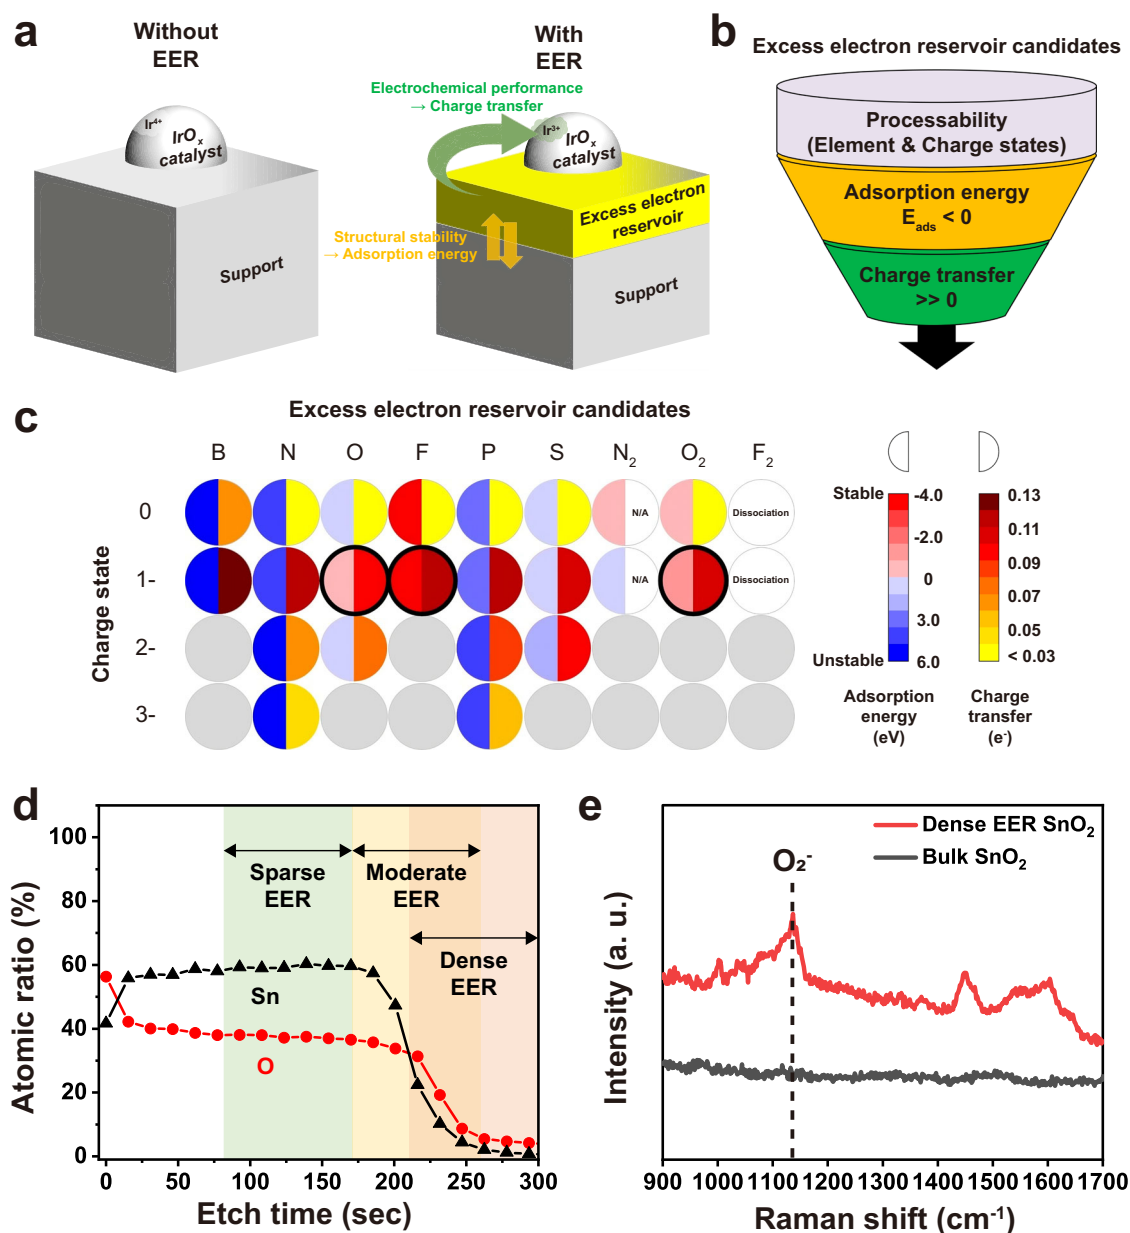 a
Without
EER
Ir⁴⁺
IrOₓ
catalyst
Support
With
EER
Electrochemical performance
→ Charge transfer
Ir³⁺
IrOₓ
catalyst
Excess electron
reservoir
Structural stability
→ Adsorption energy
Support
b
Excess electron reservoir candidates
Processability
(Element & Charge states)
Adsorption energy
E_ads < 0
Charge transfer
>> 0
c
Excess electron reservoir candidates
B N O F P S N₂ O₂ F₂
Charge state
0
N/A
Dissociation
1-
N/A
Dissociation
2-
3-
Stable
Unstable
-4.0
-2.0
0
3.0
6.0
Adsorption
energy
(eV)
0.13
0.11
0.09
0.07
0.05
< 0.03
Charge
transfer
(e⁻)
d
Atomic ratio (%)
100
80
60
40
20
0
Sparse
EER
Moderate
EER
Dense
EER
Sn
O
0 50 100 150 200 250 300
Etch time (sec)
e
Intensity (a. u.)
Dense EER SnO₂
Bulk SnO₂
O₂⁻
900 1000 1100 1200 1300 1400 1500 1600 1700
Raman shift (cm⁻¹)